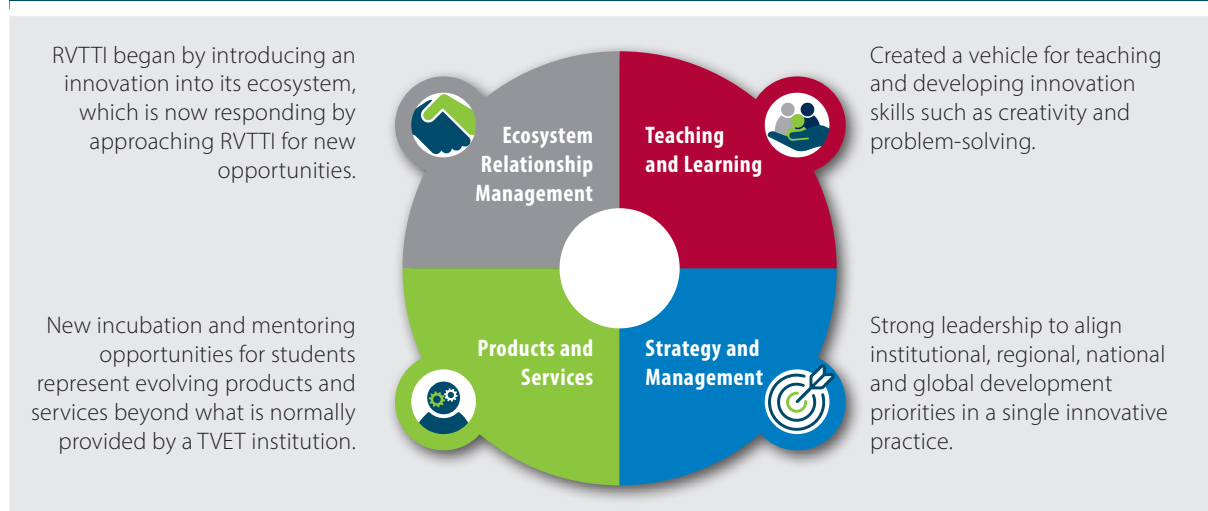 RVTTI began by introducing an
innovation into its ecosystem,
which is now responding by
approaching RVTTI for new
opportunities.
Ecosystem
Relationship
Management
Teaching
and Learning
Created a vehicle for teaching
and developing innovation
skills such as creativity and
problem-solving.
New incubation and mentoring
opportunities for students
represent evolving products and
services beyond what is normally
provided by a TVET institution.
Products and
Services
Strategy and
Management
Strong leadership to align
institutional, regional, national
and global development
priorities in a single innovative
practice.